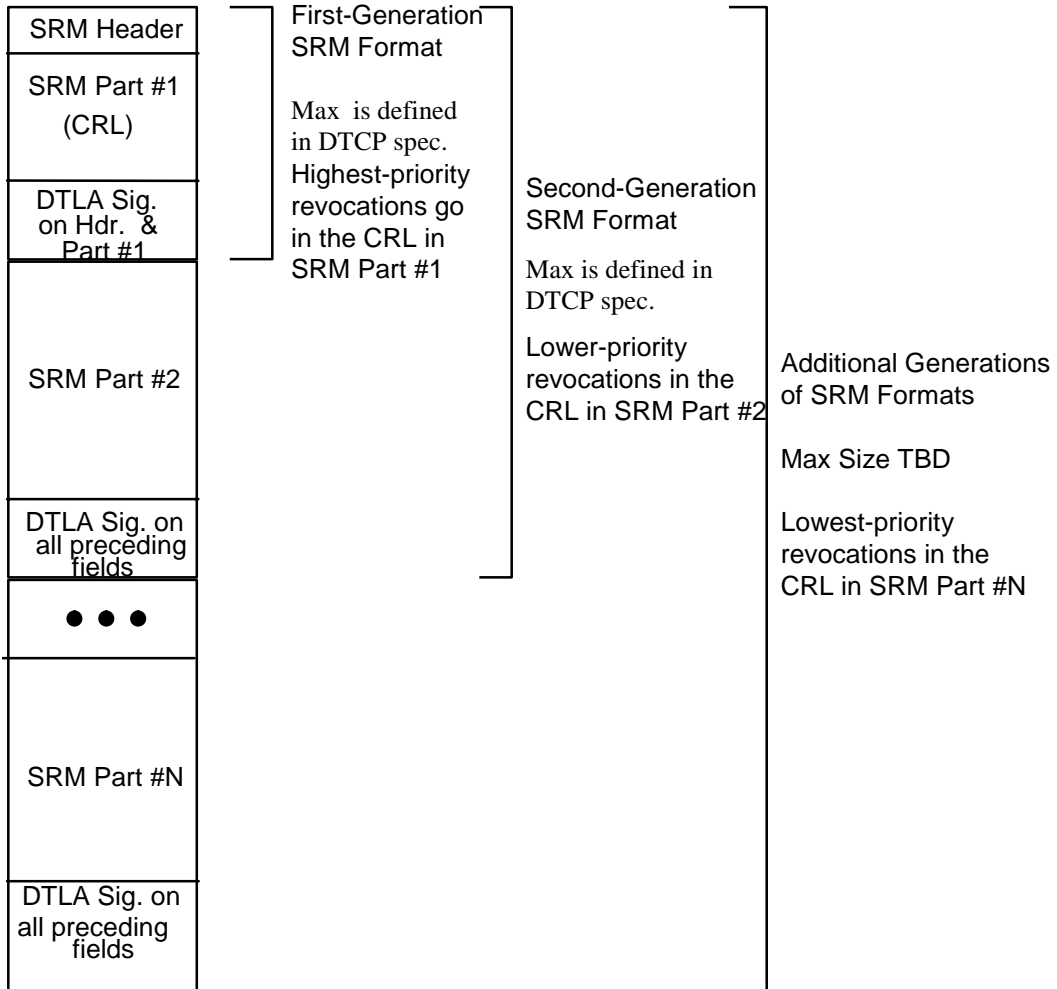 SRM Header
SRM Part #1
(CRL)
DTLA Sig.
on Hdr. &
Part #1
SRM Part #2
DTLA Sig. on
all preceding
fields
● ● ●
SRM Part #N
DTLA Sig. on
all preceding
fields
First-Generation
SRM Format
Max is defined
in DTCP spec.
Highest-priority
revocations go
in the CRL in
SRM Part #1
Second-Generation
SRM Format
Max is defined in
DTCP spec.
Lower-priority
revocations in the
CRL in SRM Part #2
Additional Generations
of SRM Formats
Max Size TBD
Lowest-priority
revocations in the
CRL in SRM Part #N